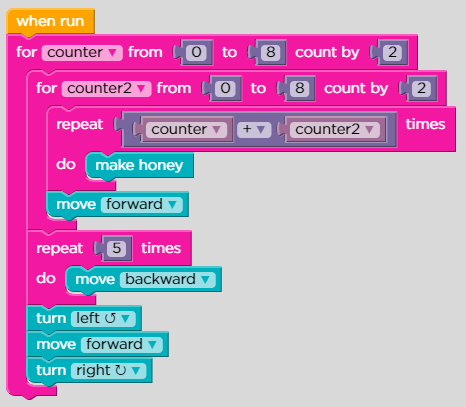 when run
for counter ▼ from 0 to 8 count by 2
for counter2 ▼ from 0 to 8 count by 2
repeat counter ▼ + ▼ counter2 ▼ times
do make honey
move forward ▼
repeat 5 times
do move backward ▼
turn left ↺ ▼
move forward ▼
turn right ↻ ▼